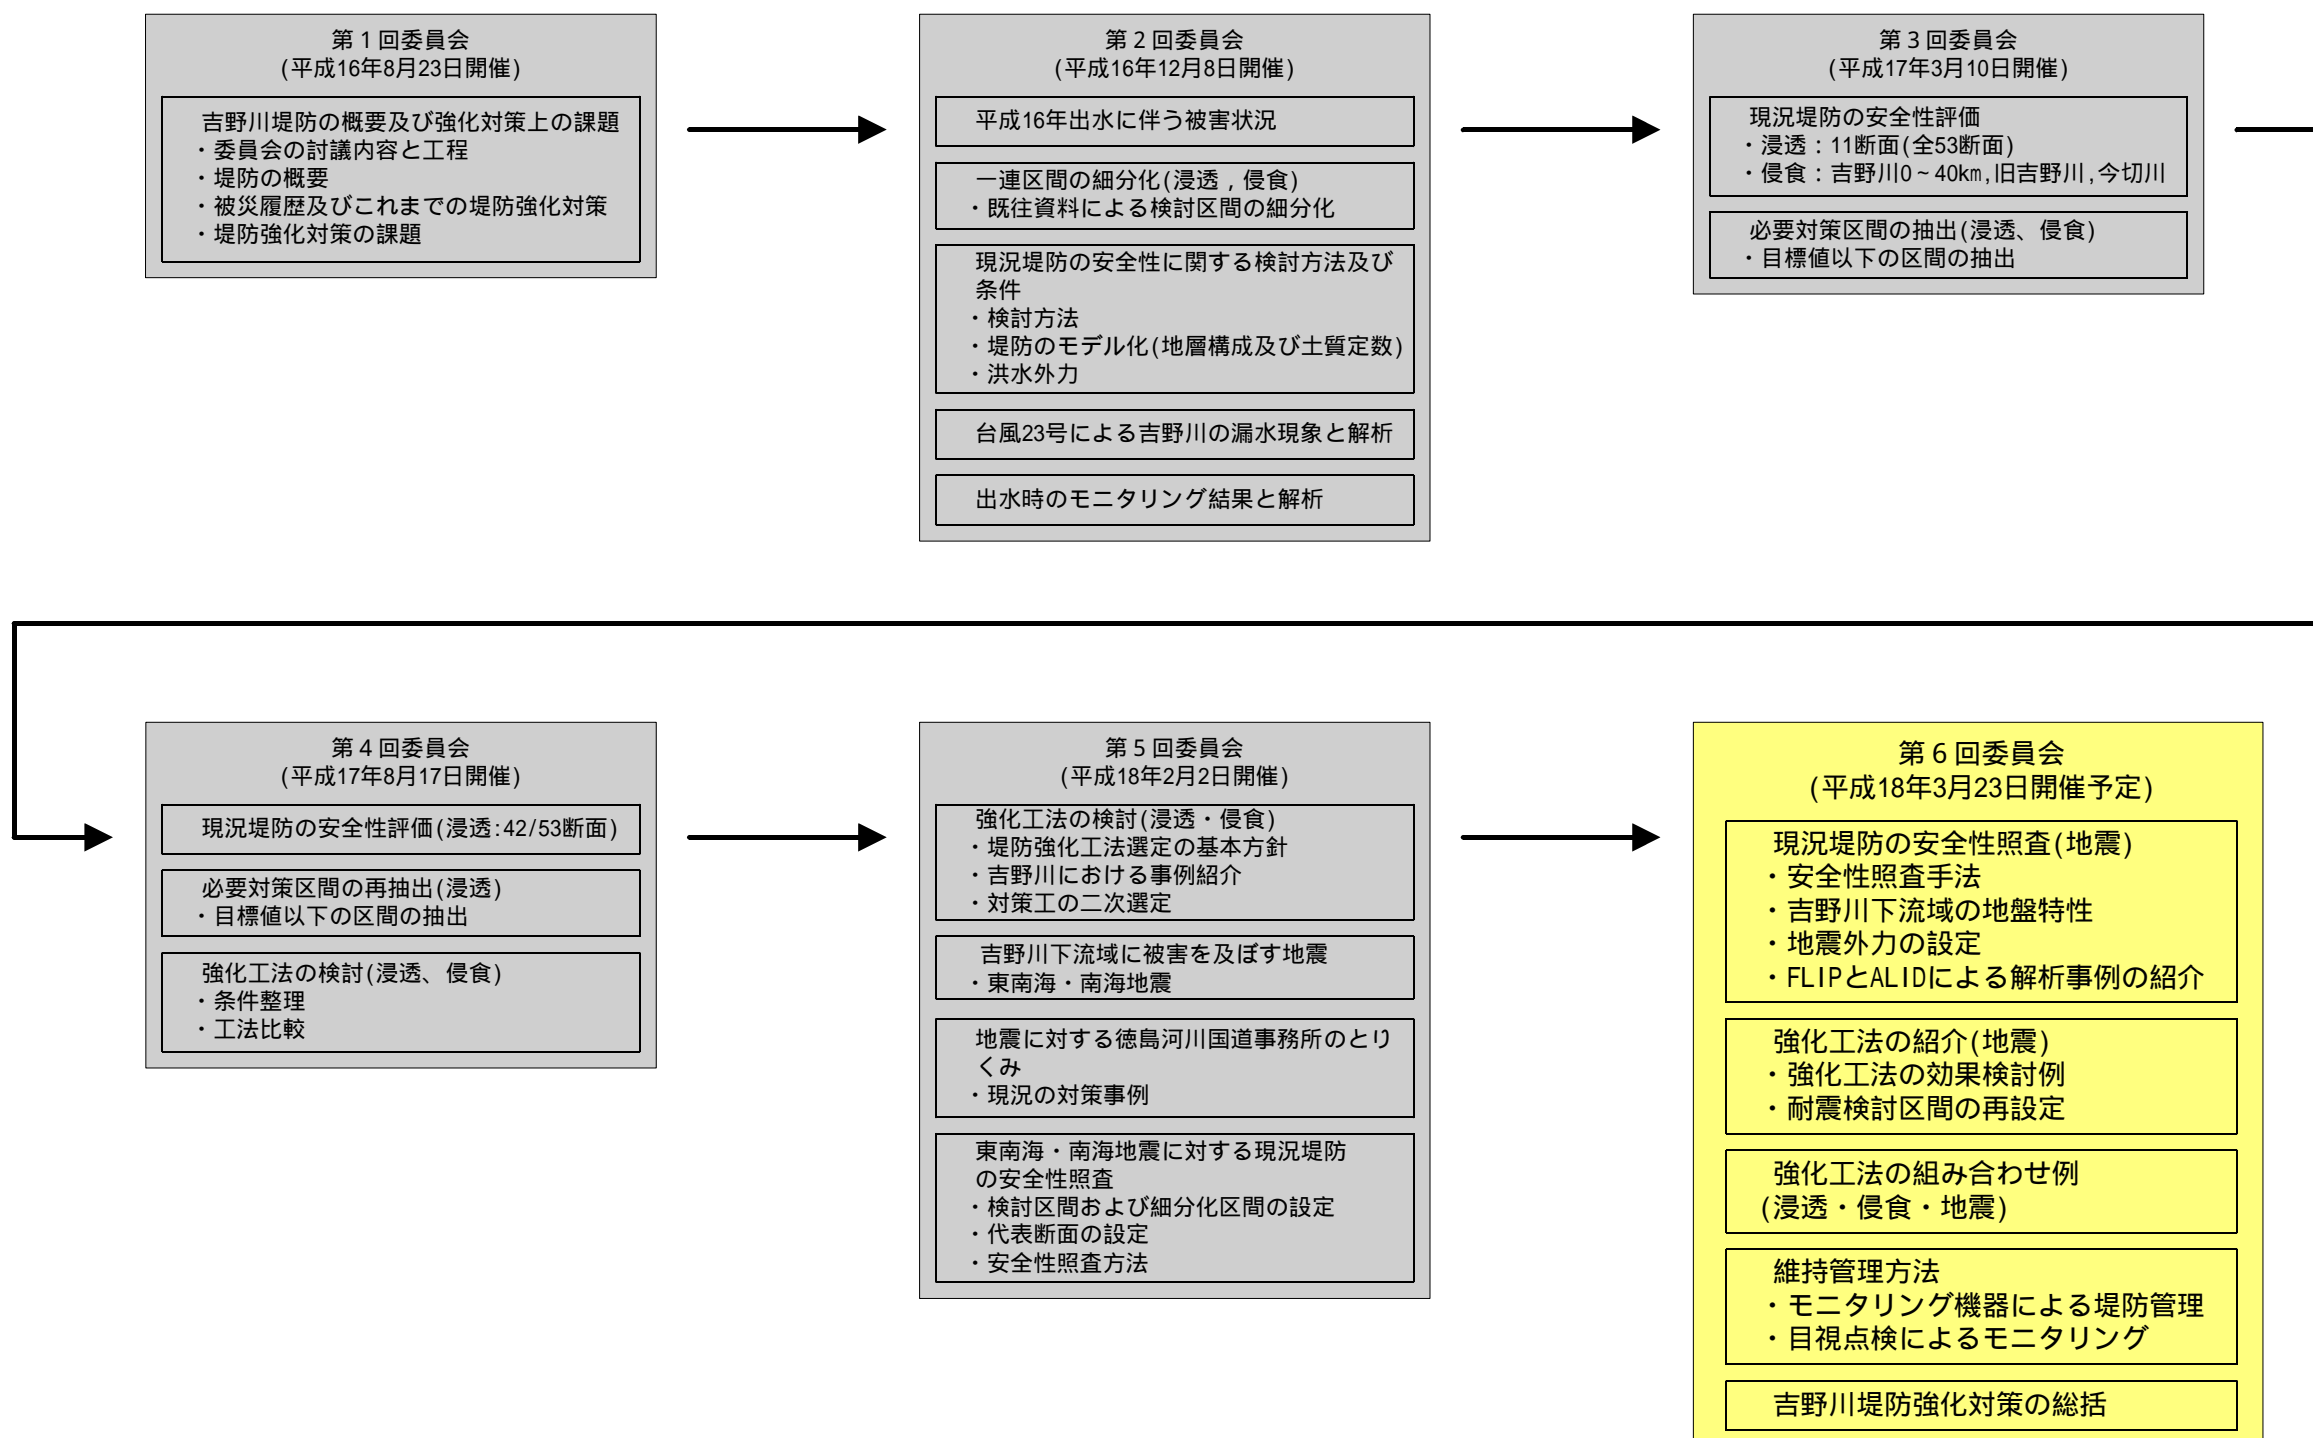 第１回委員会
(平成16年8月23日開催)
吉野川堤防の概要及び強化対策上の課題
・委員会の討議内容と工程
・堤防の概要
・被災履歴及びこれまでの堤防強化対策
・堤防強化対策の課題
第２回委員会
(平成16年12月8日開催)
平成16年出水に伴う被害状況
一連区間の細分化(浸透，侵食)
・既往資料による検討区間の細分化
現況堤防の安全性に関する検討方法及び
条件
・検討方法
・堤防のモデル化(地層構成及び土質定数)
・洪水外力
台風23号による吉野川の漏水現象と解析
出水時のモニタリング結果と解析
第３回委員会
(平成17年3月10日開催)
現況堤防の安全性評価
・浸透：11断面(全53断面)
・侵食：吉野川0～40km,旧吉野川,今切川
必要対策区間の抽出(浸透、侵食)
・目標値以下の区間の抽出
第４回委員会
(平成17年8月17日開催)
現況堤防の安全性評価(浸透:42/53断面)
必要対策区間の再抽出(浸透)
・目標値以下の区間の抽出
強化工法の検討(浸透、侵食)
・条件整理
・工法比較
第５回委員会
(平成18年2月2日開催)
強化工法の検討(浸透・侵食)
・堤防強化工法選定の基本方針
・吉野川における事例紹介
・対策工の二次選定
吉野川下流域に被害を及ぼす地震
・東南海・南海地震
地震に対する徳島河川国道事務所のとり
くみ
・現況の対策事例
東南海・南海地震に対する現況堤防
の安全性照査
・検討区間および細分化区間の設定
・代表断面の設定
・安全性照査方法
第６回委員会
(平成18年3月23日開催予定)
現況堤防の安全性照査(地震)
・安全性照査手法
・吉野川下流域の地盤特性
・地震外力の設定
・FLIPとALIDによる解析事例の紹介
強化工法の紹介(地震)
・強化工法の効果検討例
・耐震検討区間の再設定
強化工法の組み合わせ例
(浸透・侵食・地震)
維持管理方法
・モニタリング機器による堤防管理
・目視点検によるモニタリング
吉野川堤防強化対策の総括